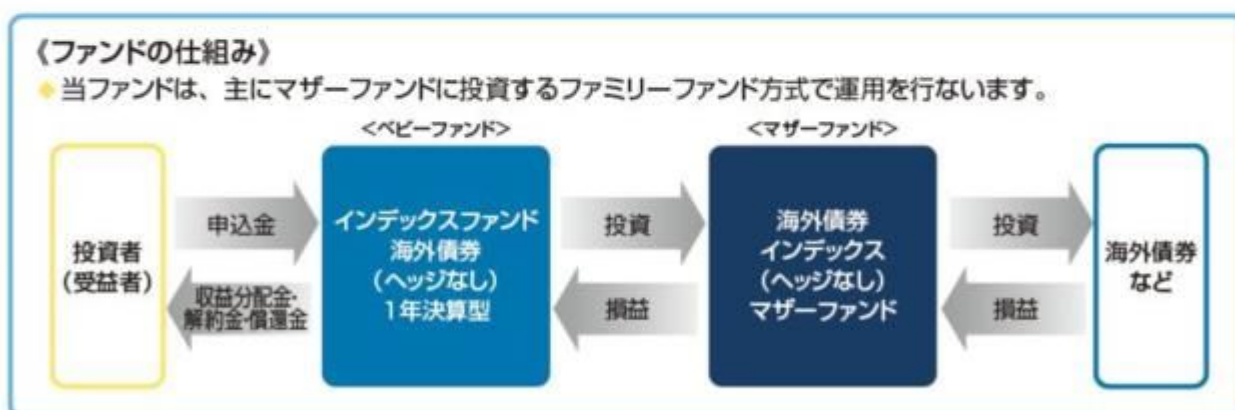 《ファンドの仕組み》
◆当ファンドは、主にマザーファンドに投資するファミリーファンド方式で運用を行ないます。
<ベビーファンド>
<マザーファンド>
投資者
(受益者)
申込金
収益分配金・
解約金・償還金
インデックスファンド
海外債券
(ヘッジなし)
1年決算型
投資
損益
海外債券
インデックス
(ヘッジなし)
マザーファンド
投資
損益
海外債券
など